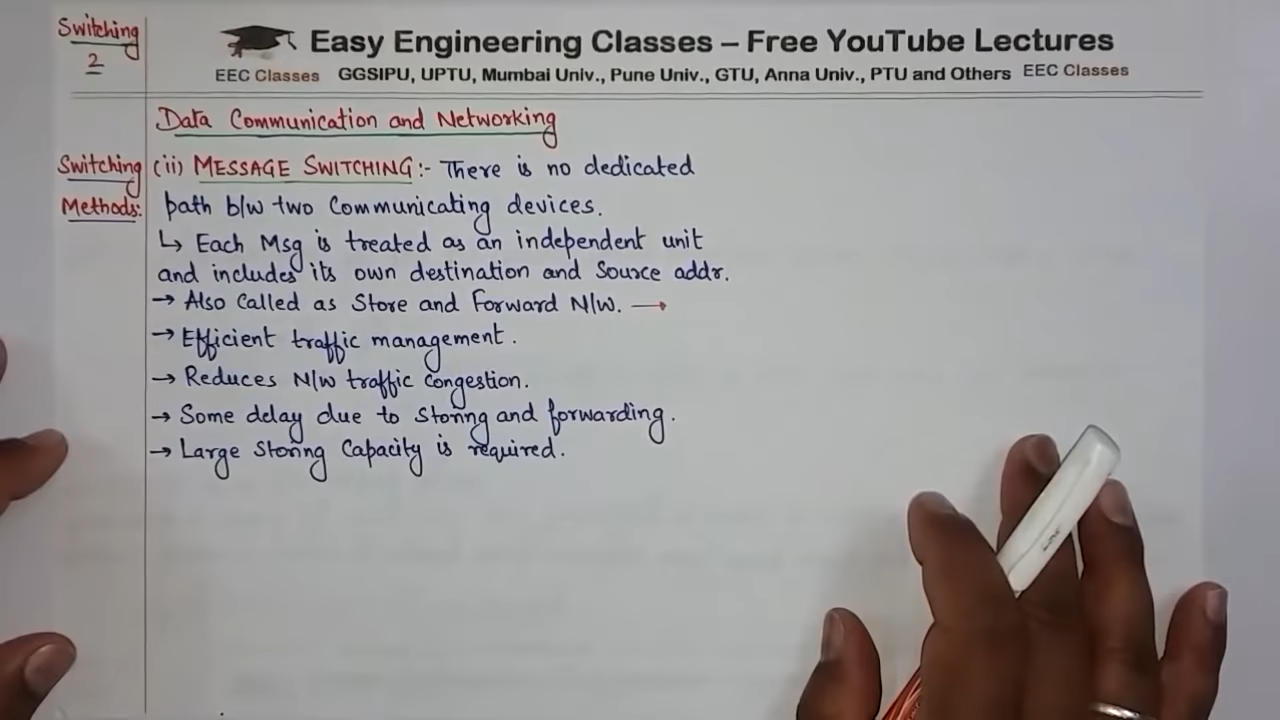 Switching
2
Easy Engineering Classes – Free YouTube Lectures
EEC Classes GGSIPU, UPTU, Mumbai Univ., Pune Univ., GTU, Anna Univ., PTU and Others EEC Classes
Data Communication and Networking
Switching (ii) MESSAGE SWITCHING :- There is no dedicated
Methods: path b/w two Communicating devices.
↳ Each Msg is treated as an independent unit
and includes its own destination and Source addr.
→ Also Called as Store and Forward N/W. →
→ Efficient traffic management.
→ Reduces N/W traffic Congestion.
→ Some delay due to Storing and forwarding.
→ Large Storing Capacity is required.